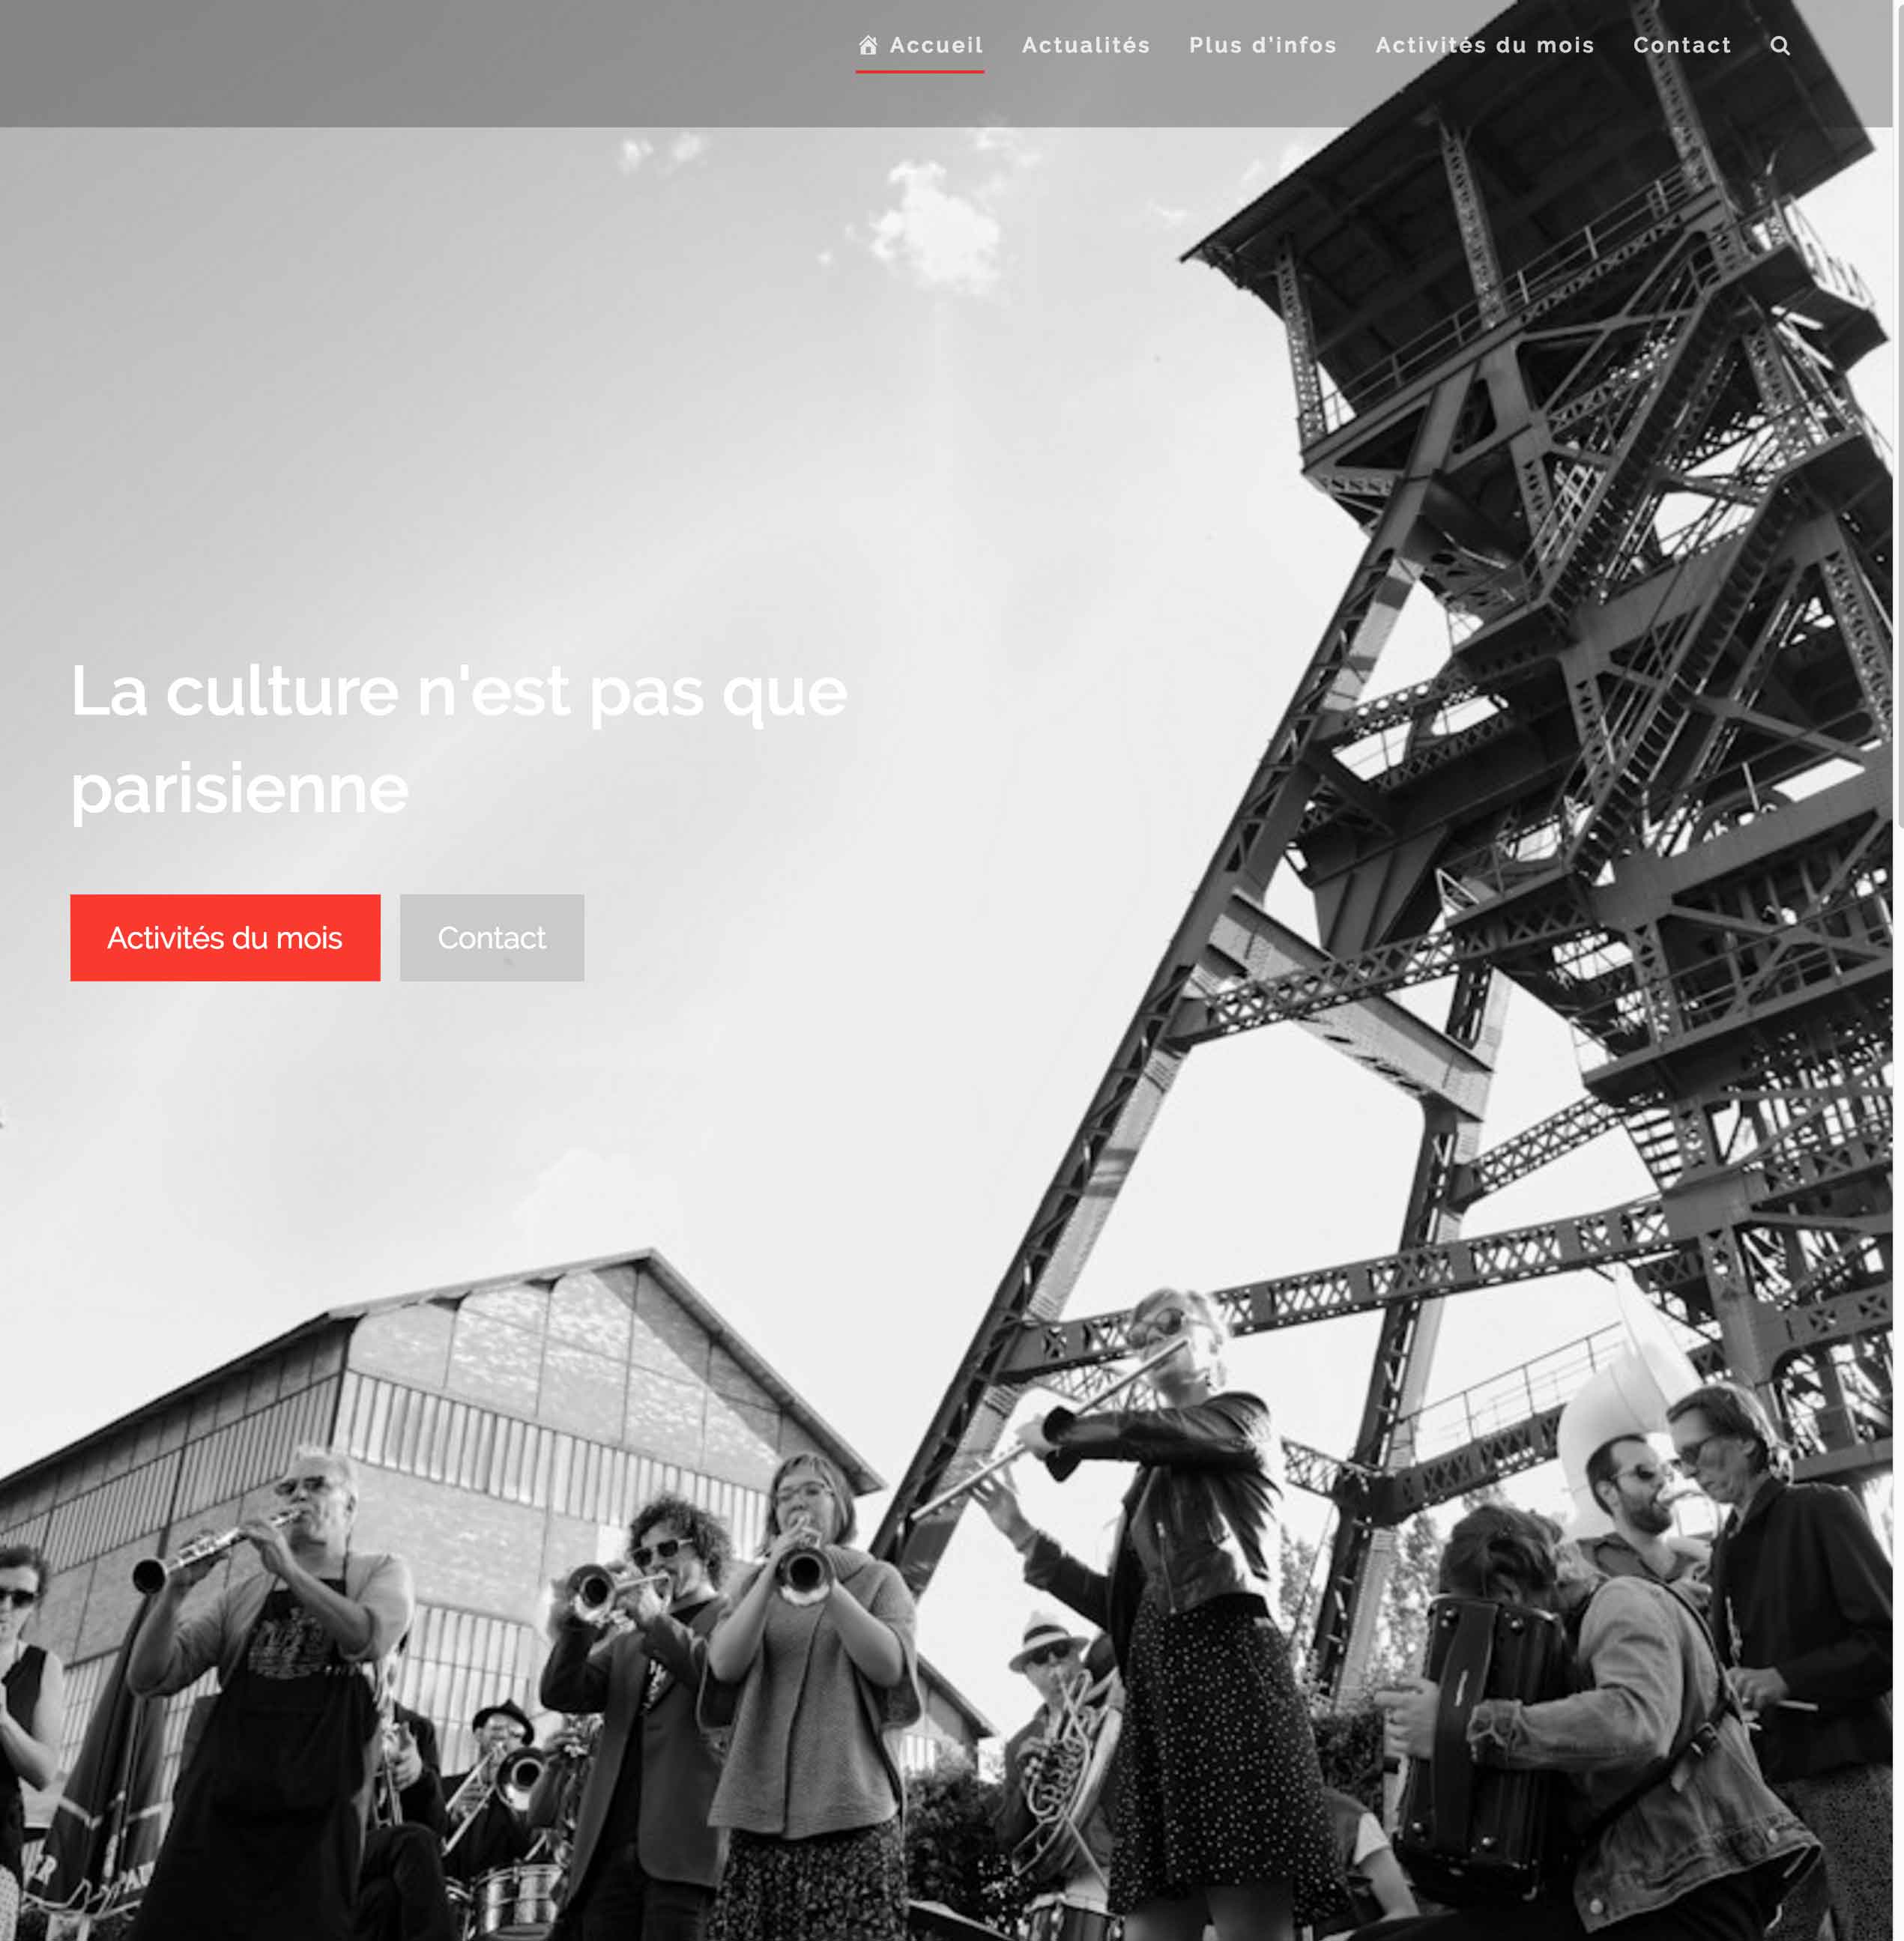 Accueil Actualités Plus d'infos Activités du mois Contact
La culture n'est pas que
parisienne
Activités du mois Contact